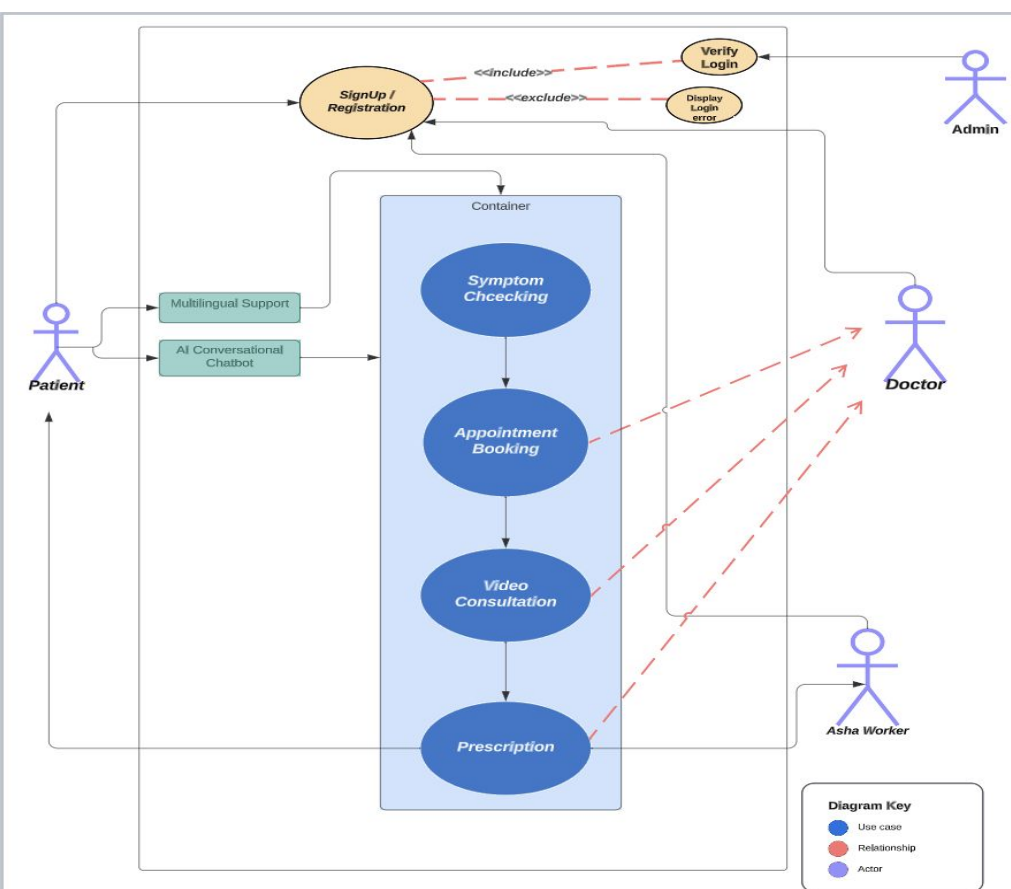 Verify
Login
<<include>>
SignUp /
Registration
<<exclude>>
Display
Login
error
Admin
Container
Symptom
Chcecking
Multilingual Support
AI Conversational
Chatbot
Patient
Doctor
Appointment
Booking
Video
Consultation
Prescription
Asha Worker
Diagram Key
Use case
Relationship
Actor